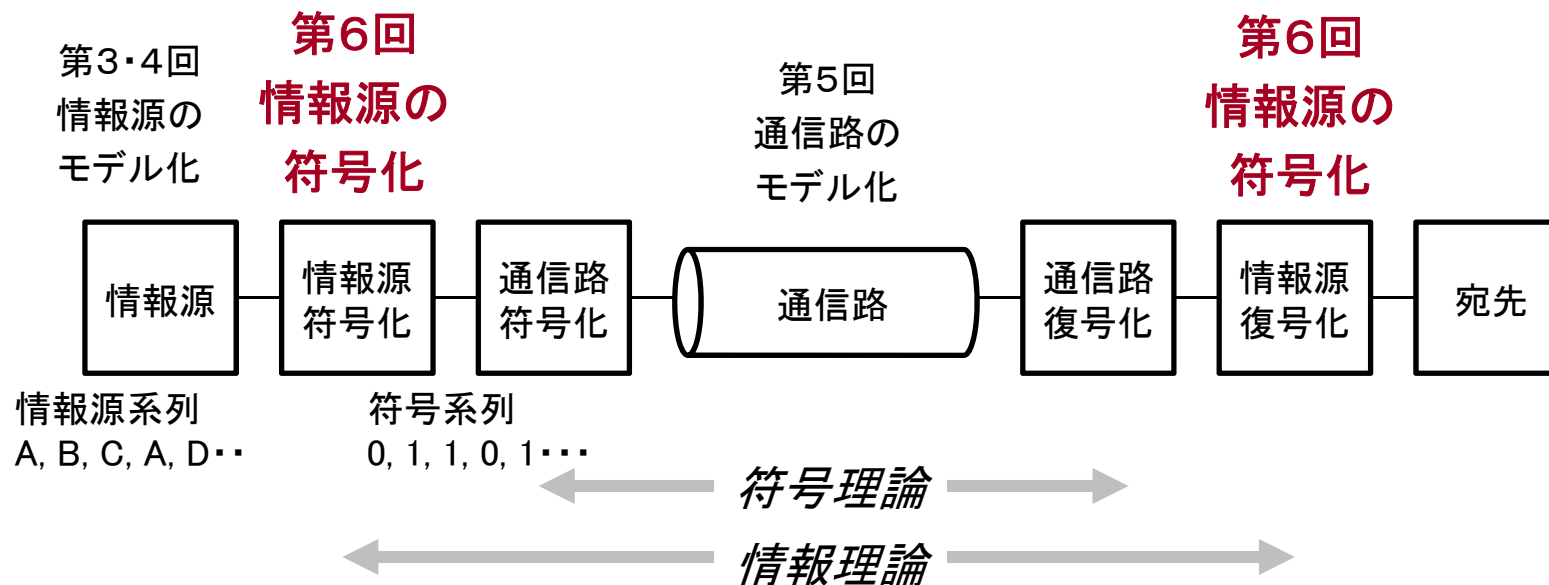 第3・4回
情報源の
モデル化
第6回
情報源の
符号化
第5回
通信路の
モデル化
第6回
情報源の
符号化
情報源
情報源
符号化
通信路
符号化
通信路
通信路
復号化
情報源
復号化
宛先
情報源系列
A, B, C, A, D・・
符号系列
0, 1, 1, 0, 1・・・
符号理論
情報理論